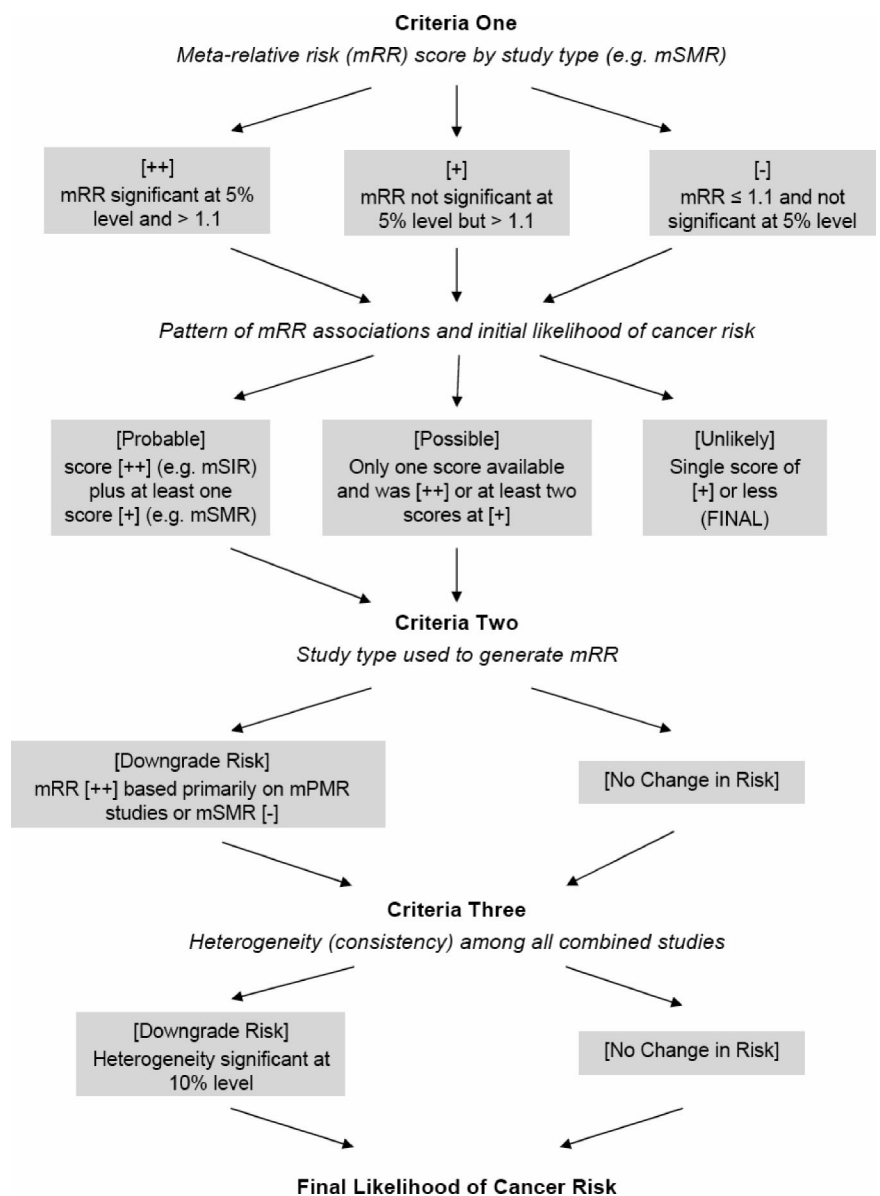 Criteria One
Meta-relative risk (mRR) score by study type (e.g. mSMR)
[++]
mRR significant at 5%
level and > 1.1
[+]
mRR not significant at
5% level but > 1.1
[-]
mRR ≤ 1.1 and not
significant at 5% level
Pattern of mRR associations and initial likelihood of cancer risk
[Probable]
score [++] (e.g. mSIR)
plus at least one
score [+] (e.g. mSMR)
[Possible]
Only one score available
and was [++] or at least two
scores at [+]
[Unlikely]
Single score of
[+] or less
(FINAL)
Criteria Two
Study type used to generate mRR
[Downgrade Risk]
mRR [++] based primarily on mPMR
studies or mSMR [-]
[No Change in Risk]
Criteria Three
Heterogeneity (consistency) among all combined studies
[Downgrade Risk]
Heterogeneity significant at
10% level
[No Change in Risk]
Final Likelihood of Cancer Risk